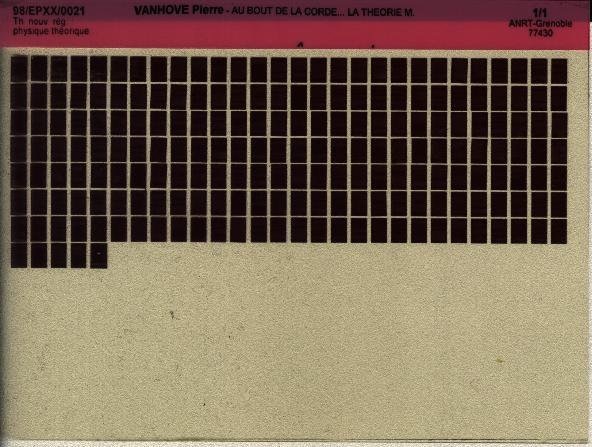 98/EPXX/0021
Th nouv rég
physique théorique
VANHOVE Pierre - AU BOUT DE LA CORDE... LA THEORIE M.
1/1
ANRT-Grenoble
77430